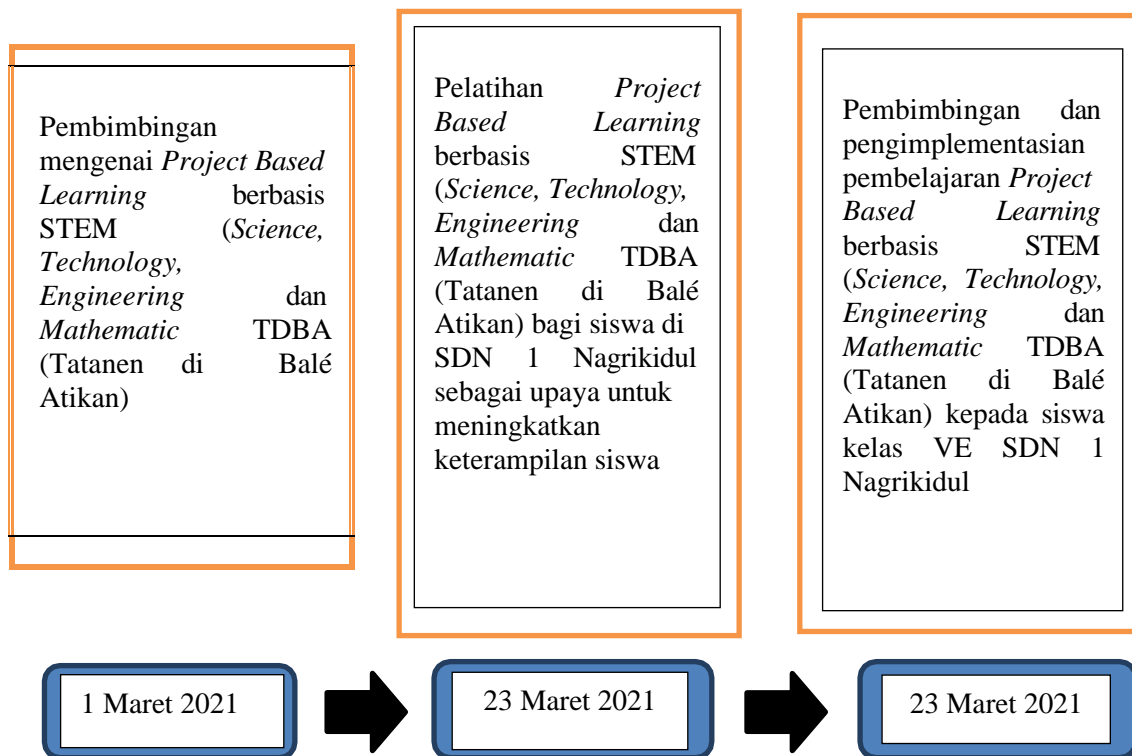 Pembimbingan
mengenai Project Based
Learning berbasis
STEM (Science,
Technology,
Engineering dan
Mathematic TDBA
(Tatanen di Balé
Atikan)
Pelatihan Project
Based Learning
berbasis STEM
(Science, Technology,
Engineering dan
Mathematic TDBA
(Tatanen di Balé
Atikan) bagi siswa di
SDN 1 Nagrikidul
sebagai upaya untuk
meningkatkan
keterampilan siswa
Pembimbingan dan
pengimplementasian
pembelajaran Project
Based Learning
berbasis STEM
(Science, Technology,
Engineering dan
Mathematic TDBA
(Tatanen di Balé
Atikan) kepada siswa
kelas VE SDN 1
Nagrikidul
1 Maret 2021
23 Maret 2021
23 Maret 2021